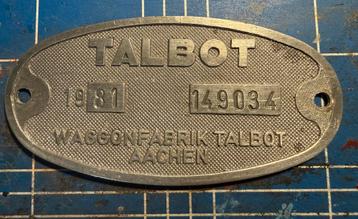 TALBOT
1981 149034
WAGGONFABRIK TALBOT
AACHEN